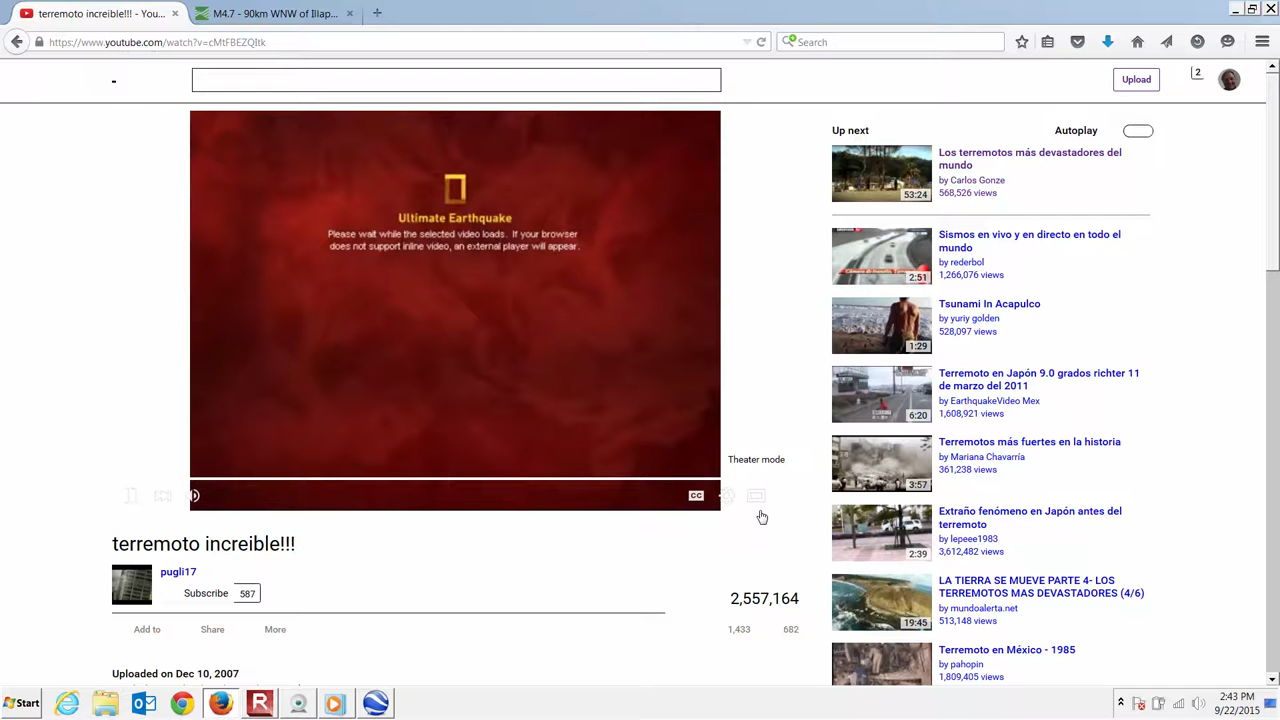 terremoto increible!!! - You...
M4.7 - 90km WNW of Illap...
https://www.youtube.com/watch?v=cMtFBEZQItk
Search
Upload
2
Ultimate Earthquake
Please wait while the selected video loads. If your browser
does not support inline video, an external player will appear.
Theater mode
CC
terremoto increible!!!
pugli17
Subscribe 587
2,557,164
Add to Share More
1,433 682
Uploaded on Dec 10, 2007
Up next
Autoplay
Los terremotos más devastadores del
mundo
by Carlos Gonze
568,526 views
53:24
Sismos en vivo y en directo en todo el
mundo
by rederbol
1,266,076 views
2:51
Tsunami In Acapulco
by yuriy golden
528,097 views
1:29
Terremoto en Japón 9.0 grados richter 11
de marzo del 2011
by EarthquakeVideo Mex
1,608,921 views
6:20
Terremotos más fuertes en la historia
by Mariana Chavarría
361,238 views
3:57
Extraño fenómeno en Japón antes del
terremoto
by lepeee1983
3,612,482 views
2:39
LA TIERRA SE MUEVE PARTE 4- LOS
TERREMOTOS MAS DEVASTADORES (4/6)
by mundoalerta.net
513,148 views
19:45
Terremoto en México - 1985
by pahopin
1,809,405 views
Start
2:43 PM
9/22/2015